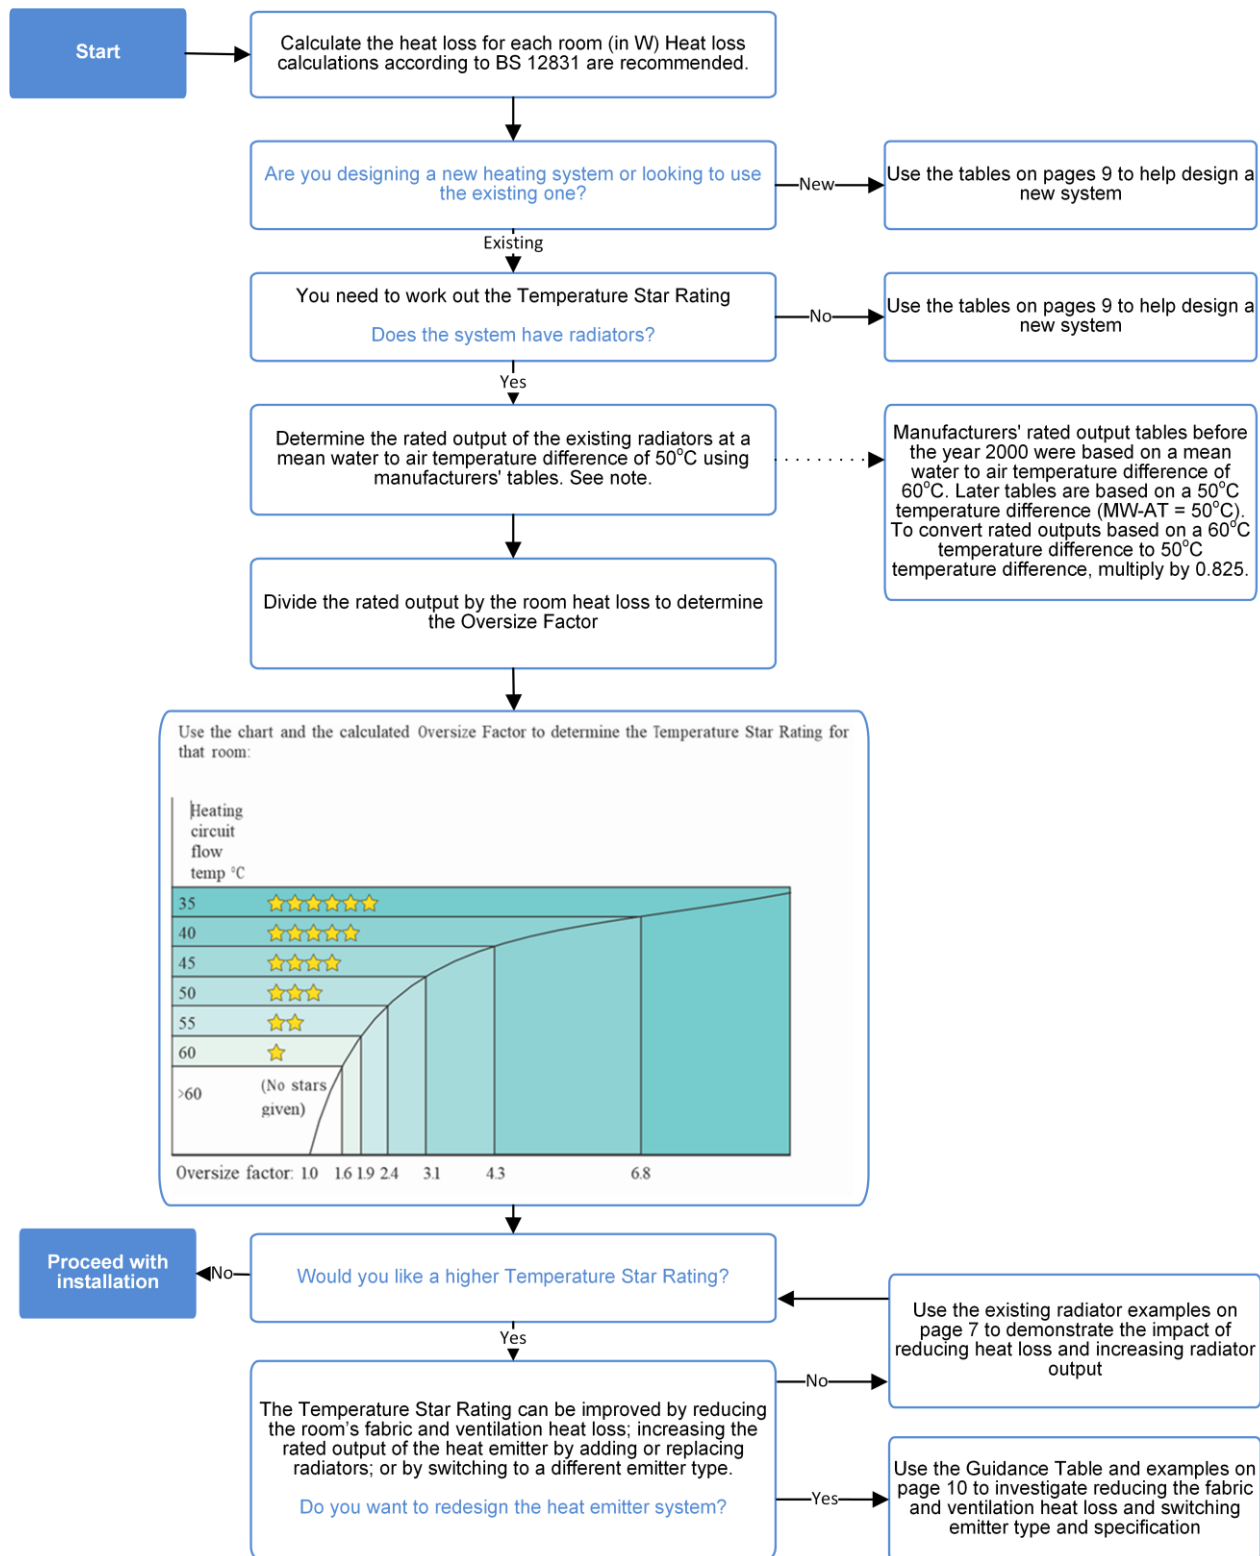 Start
Calculate the heat loss for each room (in W) Heat loss
calculations according to BS 12831 are recommended.
Are you designing a new heating system or looking to use
the existing one?
New
Use the tables on pages 9 to help design a
new system
Existing
You need to work out the Temperature Star Rating
Does the system have radiators?
No
Use the tables on pages 9 to help design a
new system
Yes
Determine the rated output of the existing radiators at a
mean water to air temperature difference of 50°C using
manufacturers' tables. See note.
Manufacturers' rated output tables before
the year 2000 were based on a mean
water to air temperature difference of
60°C. Later tables are based on a 50°C
temperature difference (MW-AT = 50°C).
To convert rated outputs based on a 60°C
temperature difference to 50°C
temperature difference, multiply by 0.825.
Divide the rated output by the room heat loss to determine
the Oversize Factor
Use the chart and the calculated Oversize Factor to determine the Temperature Star Rating for
that room:
Heating
circuit
flow
temp °C
35
40
45
50
55
60
>60
(No stars
given)
Oversize factor: 1.0 1.6 1.9 2.4 3.1 4.3 6.8
Would you like a higher Temperature Star Rating?
No
Proceed with
installation
Yes
Use the existing radiator examples on
page 7 to demonstrate the impact of
reducing heat loss and increasing radiator
output
The Temperature Star Rating can be improved by reducing
the room's fabric and ventilation heat loss; increasing the
rated output of the heat emitter by adding or replacing
radiators; or by switching to a different emitter type.
Do you want to redesign the heat emitter system?
No
Yes
Use the Guidance Table and examples on
page 10 to investigate reducing the fabric
and ventilation heat loss and switching
emitter type and specification